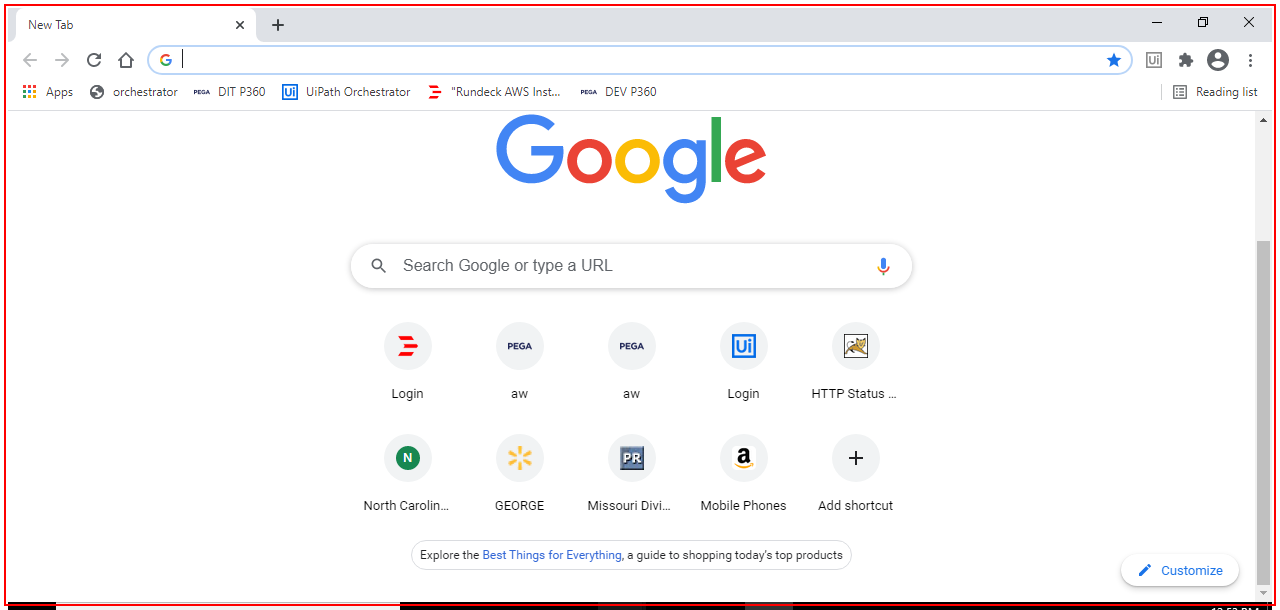 New Tab
Apps orchestrator PEGA DIT P360 Ui UiPath Orchestrator "Rundeck AWS Inst... PEGA DEV P360 Reading list
Google
Search Google or type a URL
PEGA PEGA Ui
Login aw aw Login HTTP Status ...
N PR a
North Carolin... GEORGE Missouri Divi... Mobile Phones Add shortcut
Explore the Best Things for Everything, a guide to shopping today's top products
Customize